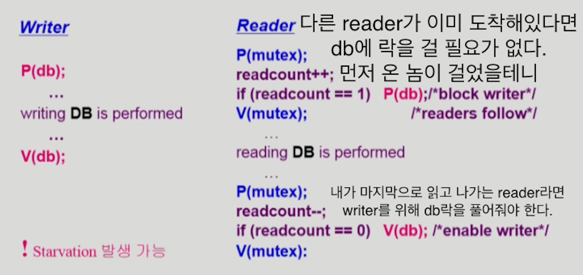 Writer
P(db);
...
writing DB is performed
...
V(db);
! Starvation 발생 가능
Reader 다른 reader가 이미 도착해있다면
db에 락을 걸 필요가 없다.
P(mutex);
readcount++; 먼저 온 놈이 걸었을테니
if (readcount == 1) P(db);/*block writer*/
V(mutex); /*readers follow*/
...
reading DB is performed
...
P(mutex); 내가 마지막으로 읽고 나가는 reader라면
readcount--; writer를 위해 db락을 풀어줘야 한다.
if (readcount == 0) V(db); /*enable writer*/
V(mutex):